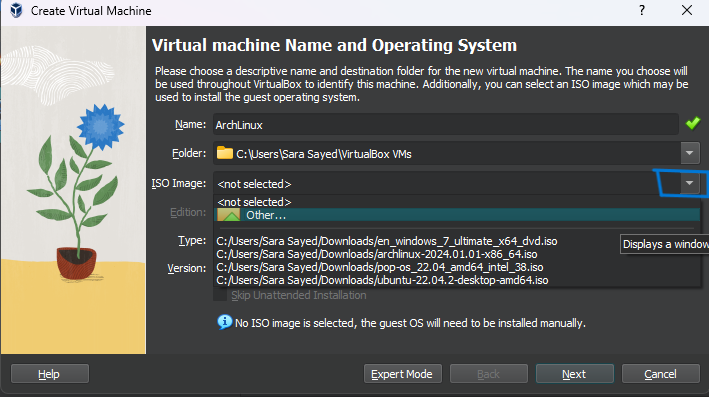 Create Virtual Machine
Virtual machine Name and Operating System
Please choose a descriptive name and destination folder for the new virtual machine. The name you choose will
be used throughout VirtualBox to identify this machine. Additionally, you can select an ISO image which may be
used to install the guest operating system.
Name: ArchLinux
Folder: C:\Users\Sara Sayed\VirtualBox VMs
ISO Image: <not selected>
<not selected>
Edition: Other...
Type: C:/Users/Sara Sayed/Downloads/en_windows_7_ultimate_x64_dvd.iso
Displays a window
C:/Users/Sara Sayed/Downloads/archlinux-2024.01.01-x86_64.iso
Version: C:/Users/Sara Sayed/Downloads/pop-os_22.04_amd64_intel_38.iso
C:/Users/Sara Sayed/Downloads/ubuntu-22.04.2-desktop-amd64.iso
Skip Unattended Installation
No ISO image is selected, the guest OS will need to be installed manually.
Help Expert Mode Back Next Cancel